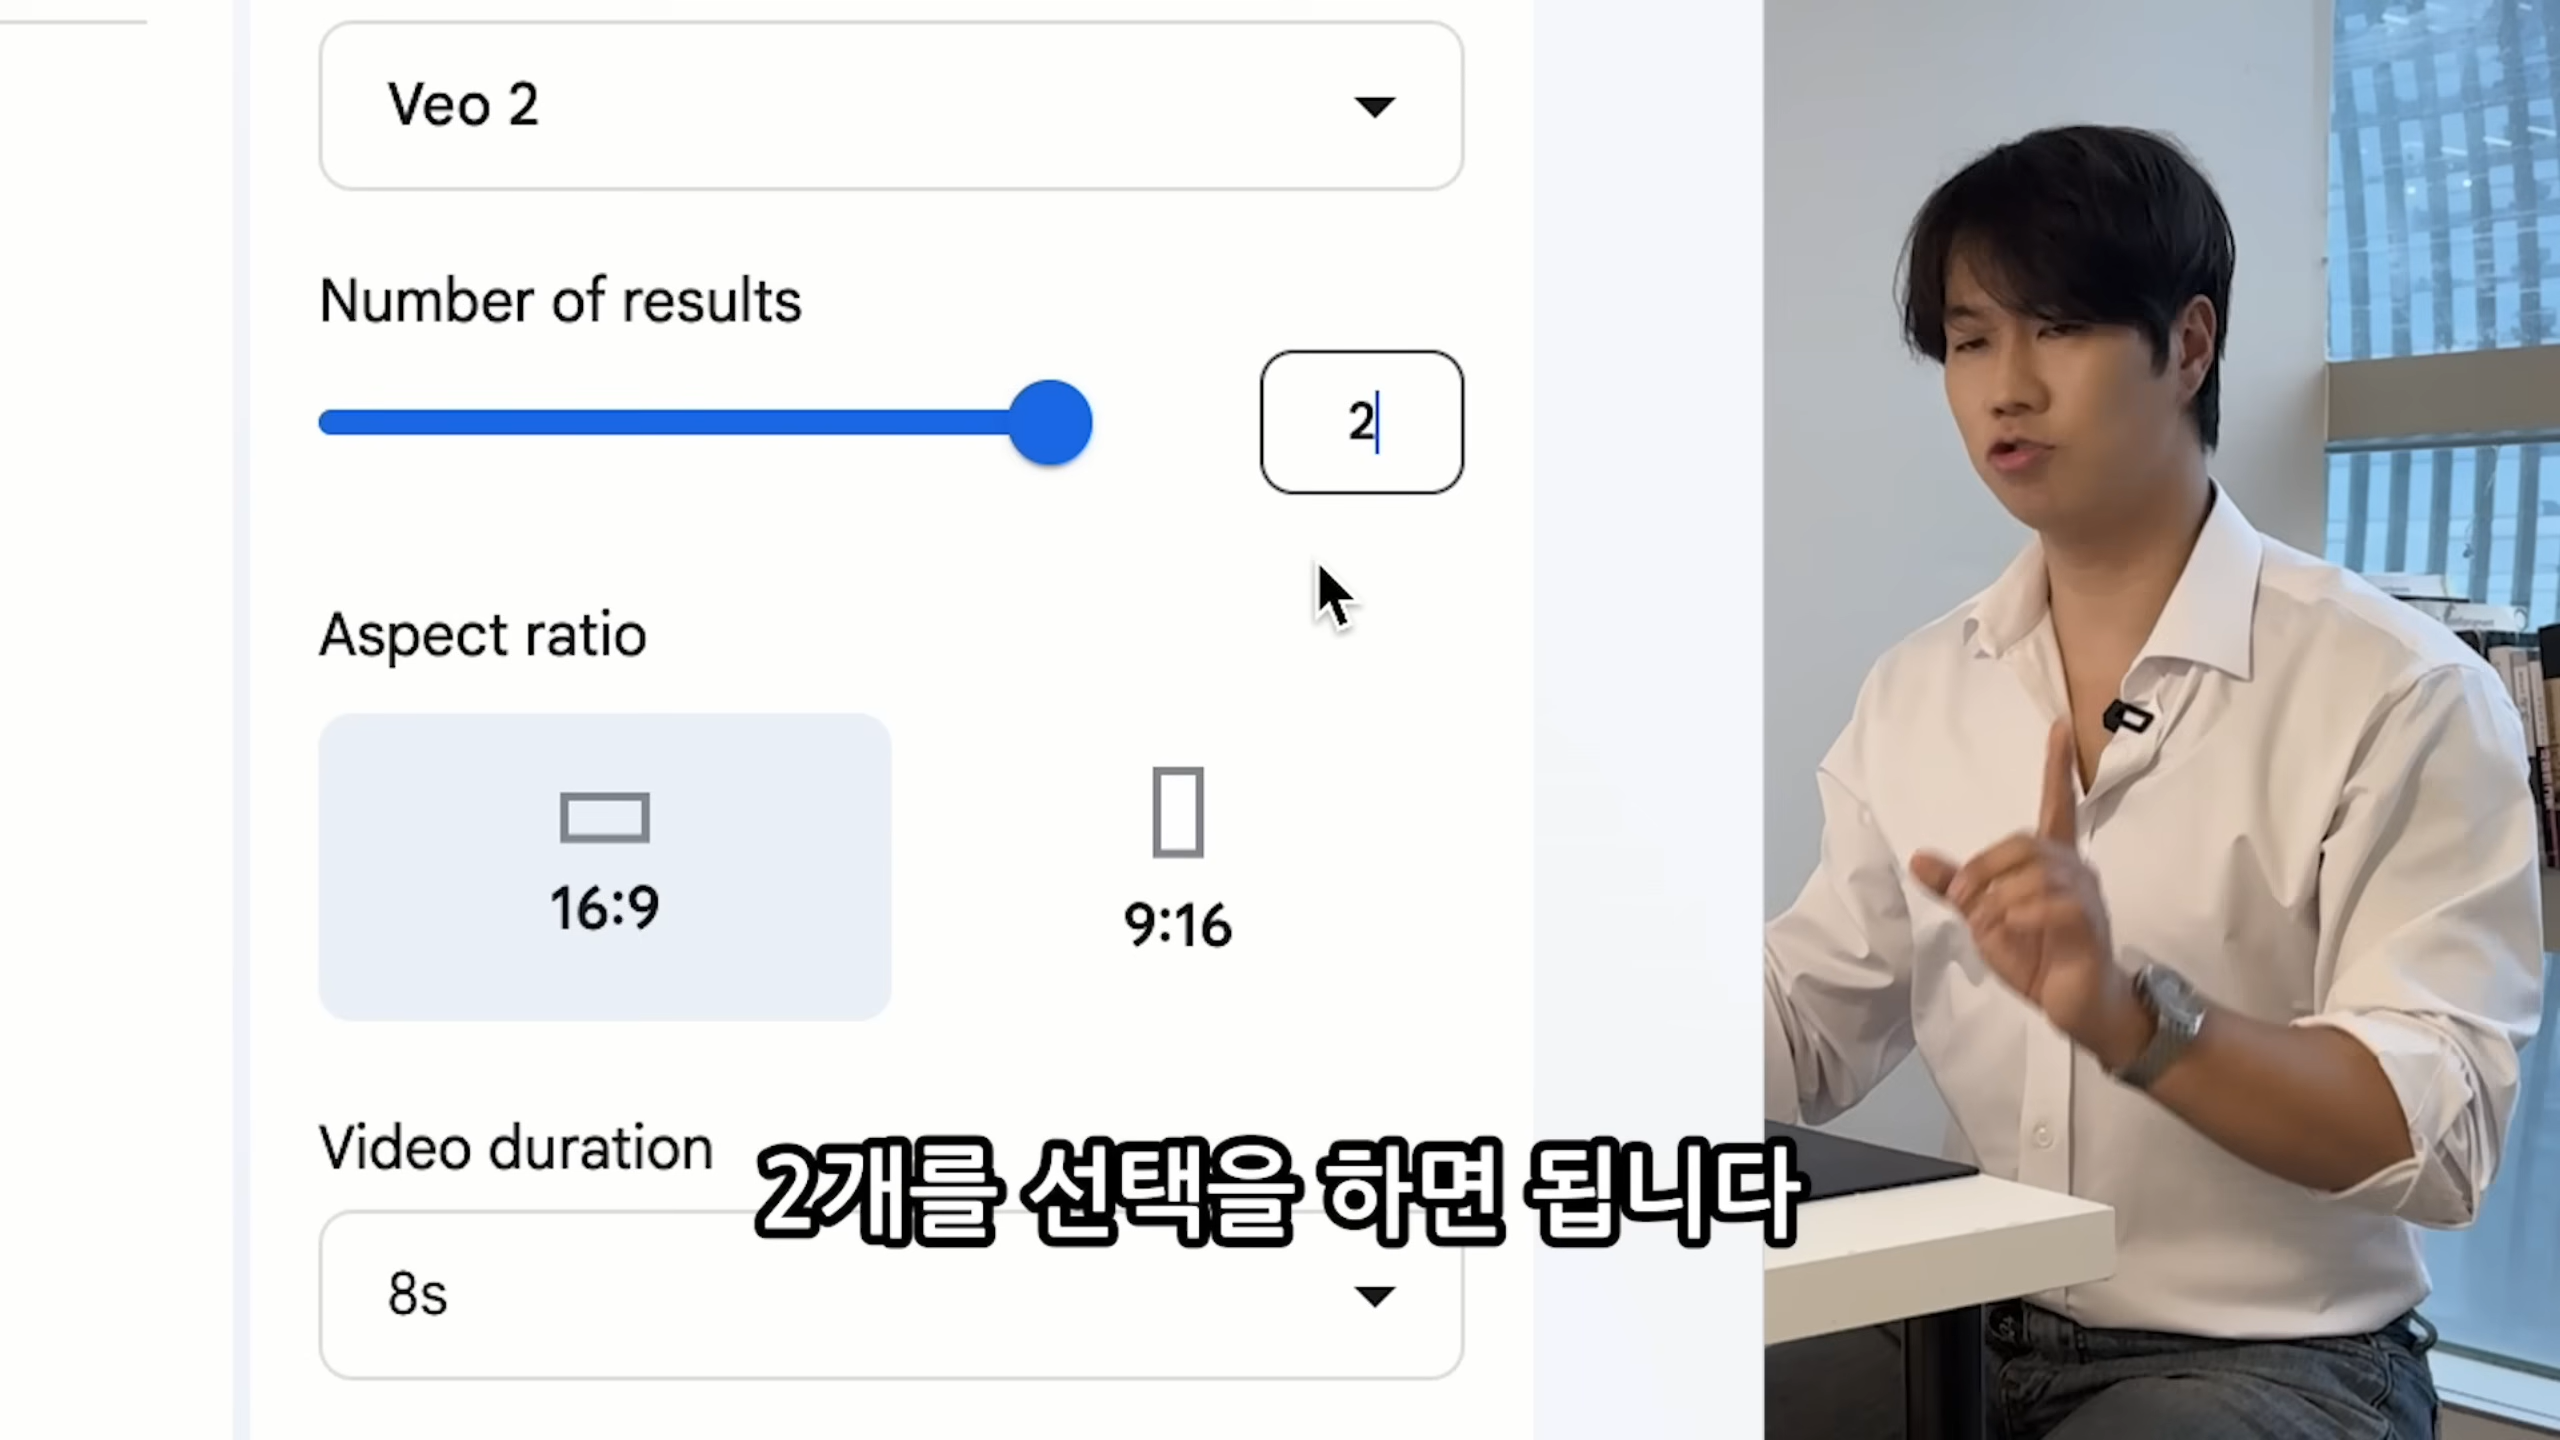 Veo 2
Number of results
2
Aspect ratio
16:9
9:16
Video duration
2개를 선택을 하면 됩니다
8s